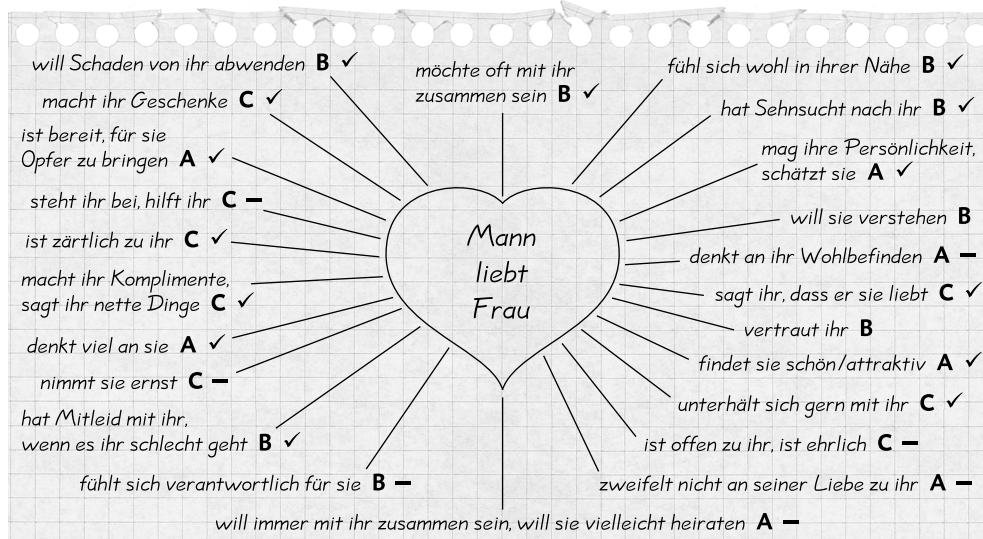 will Schaden von ihr abwenden B ✓
macht ihr Geschenke C ✓
ist bereit, für sie
Opfer zu bringen A ✓
steht ihr bei, hilft ihr C –
ist zärtlich zu ihr C ✓
macht ihr Komplimente,
sagt ihr nette Dinge C ✓
denkt viel an sie A ✓
nimmt sie ernst C –
hat Mitleid mit ihr,
wenn es ihr schlecht geht B ✓
fühlt sich verantwortlich für sie B –
möchte oft mit ihr
zusammen sein B ✓
Mann
liebt
Frau
will immer mit ihr zusammen sein, will sie vielleicht heiraten A –
fühl sich wohl in ihrer Nähe B ✓
hat Sehnsucht nach ihr B ✓
mag ihre Persönlichkeit,
schätzt sie A ✓
will sie verstehen B
denkt an ihr Wohlbefinden A –
sagt ihr, dass er sie liebt C ✓
vertraut ihr B
findet sie schön/attraktiv A ✓
unterhält sich gern mit ihr C ✓
ist offen zu ihr, ist ehrlich C –
zweifelt nicht an seiner Liebe zu ihr A –